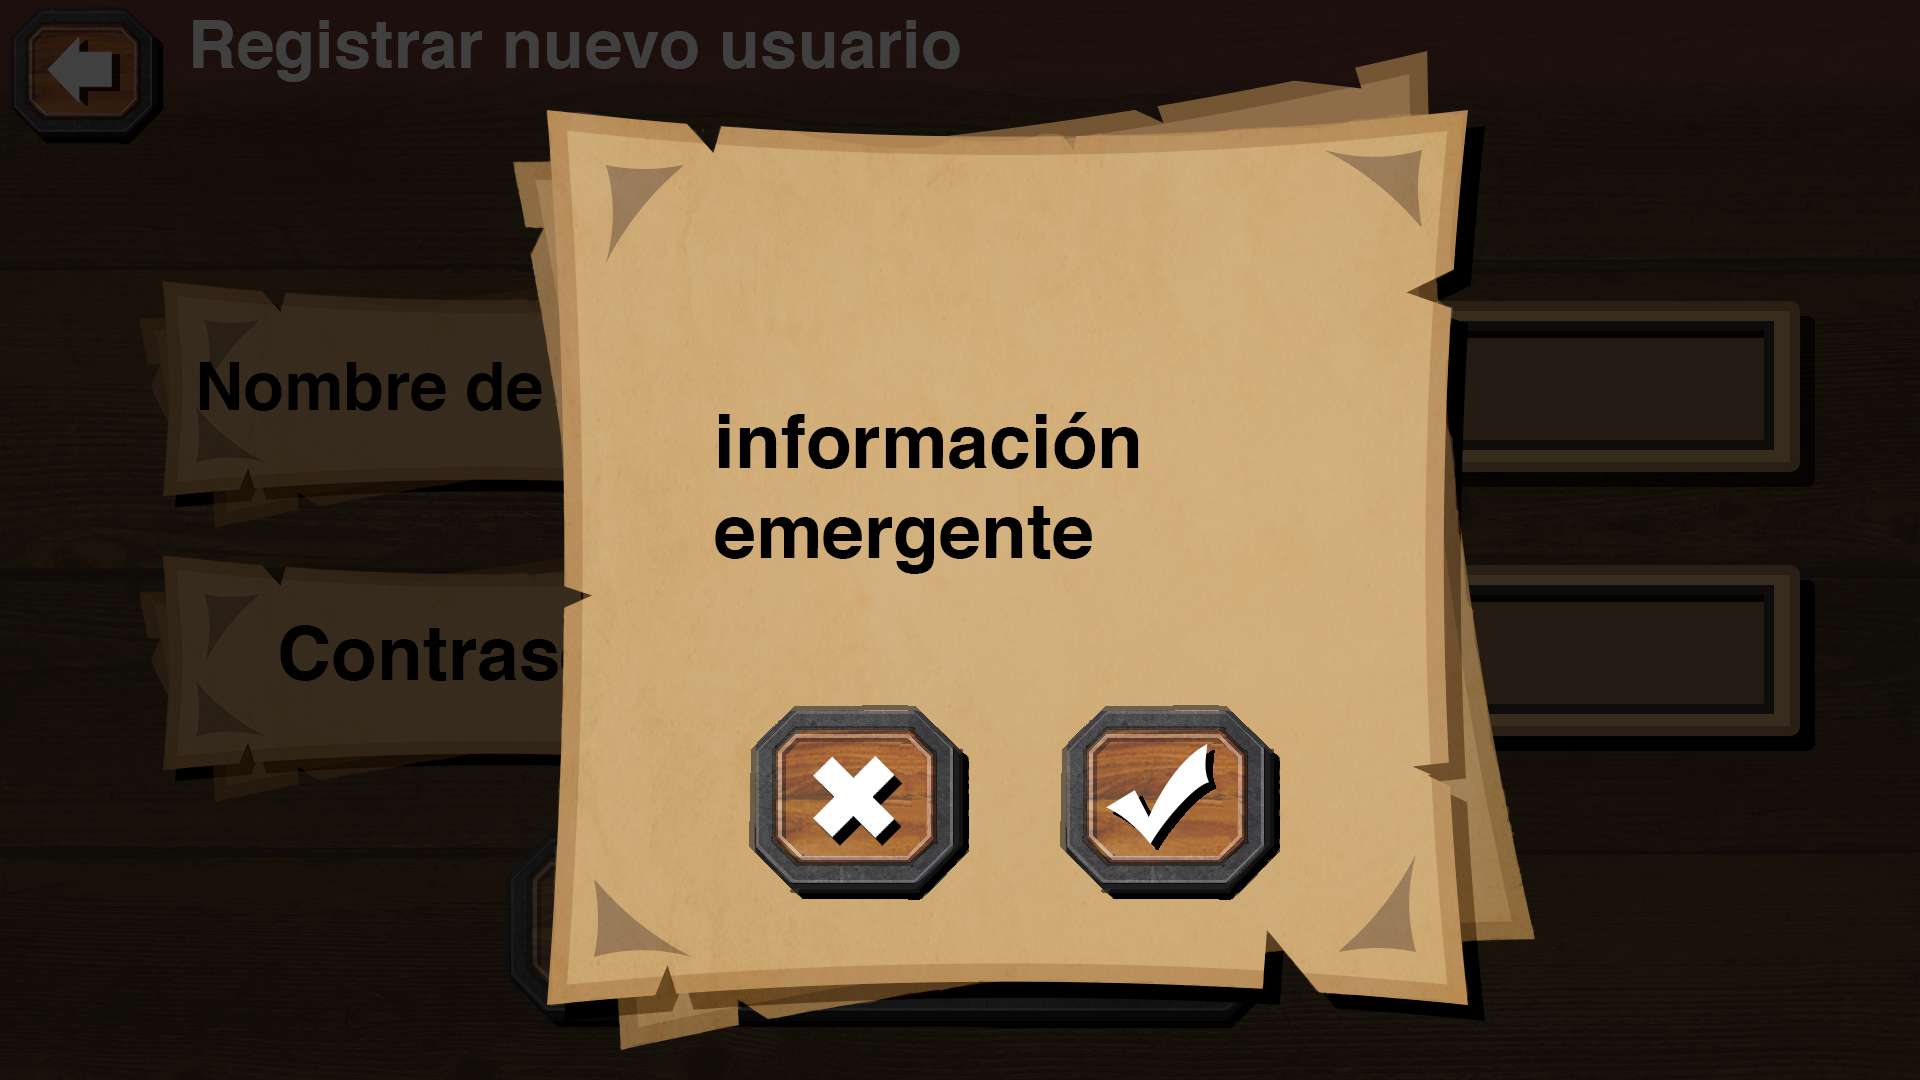 Registrar nuevo usuario
Nombre de
información
emergente
Contras